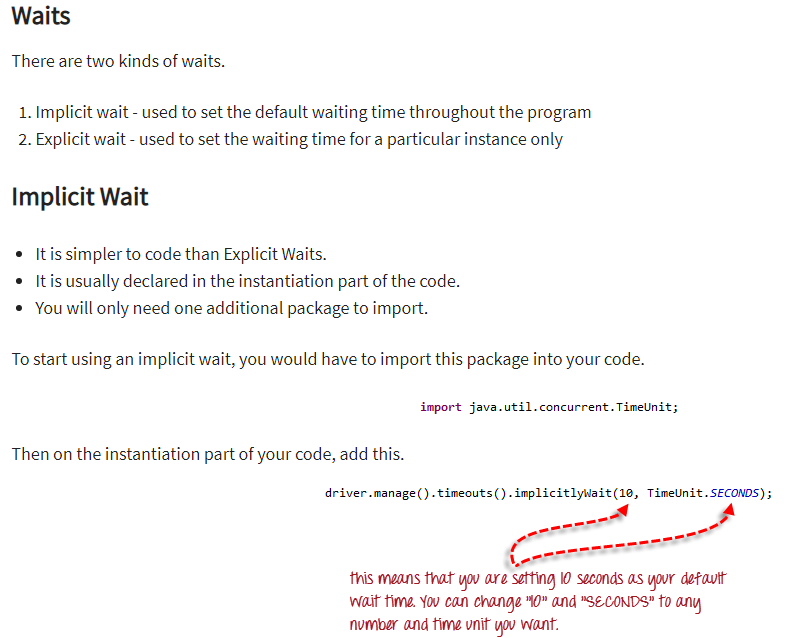 Waits
There are two kinds of waits.
1. Implicit wait - used to set the default waiting time throughout the program
2. Explicit wait - used to set the waiting time for a particular instance only
Implicit Wait
• It is simpler to code than Explicit Waits.
• It is usually declared in the instantiation part of the code.
• You will only need one additional package to import.
To start using an implicit wait, you would have to import this package into your code.
import java.util.concurrent.TimeUnit;
Then on the instantiation part of your code, add this.
driver.manage().timeouts().implicitlyWait(10, TimeUnit.SECONDS);
this means that you are setting 10 seconds as your default
wait time. You can change "10" and "SECONDS" to any
number and time unit you want.